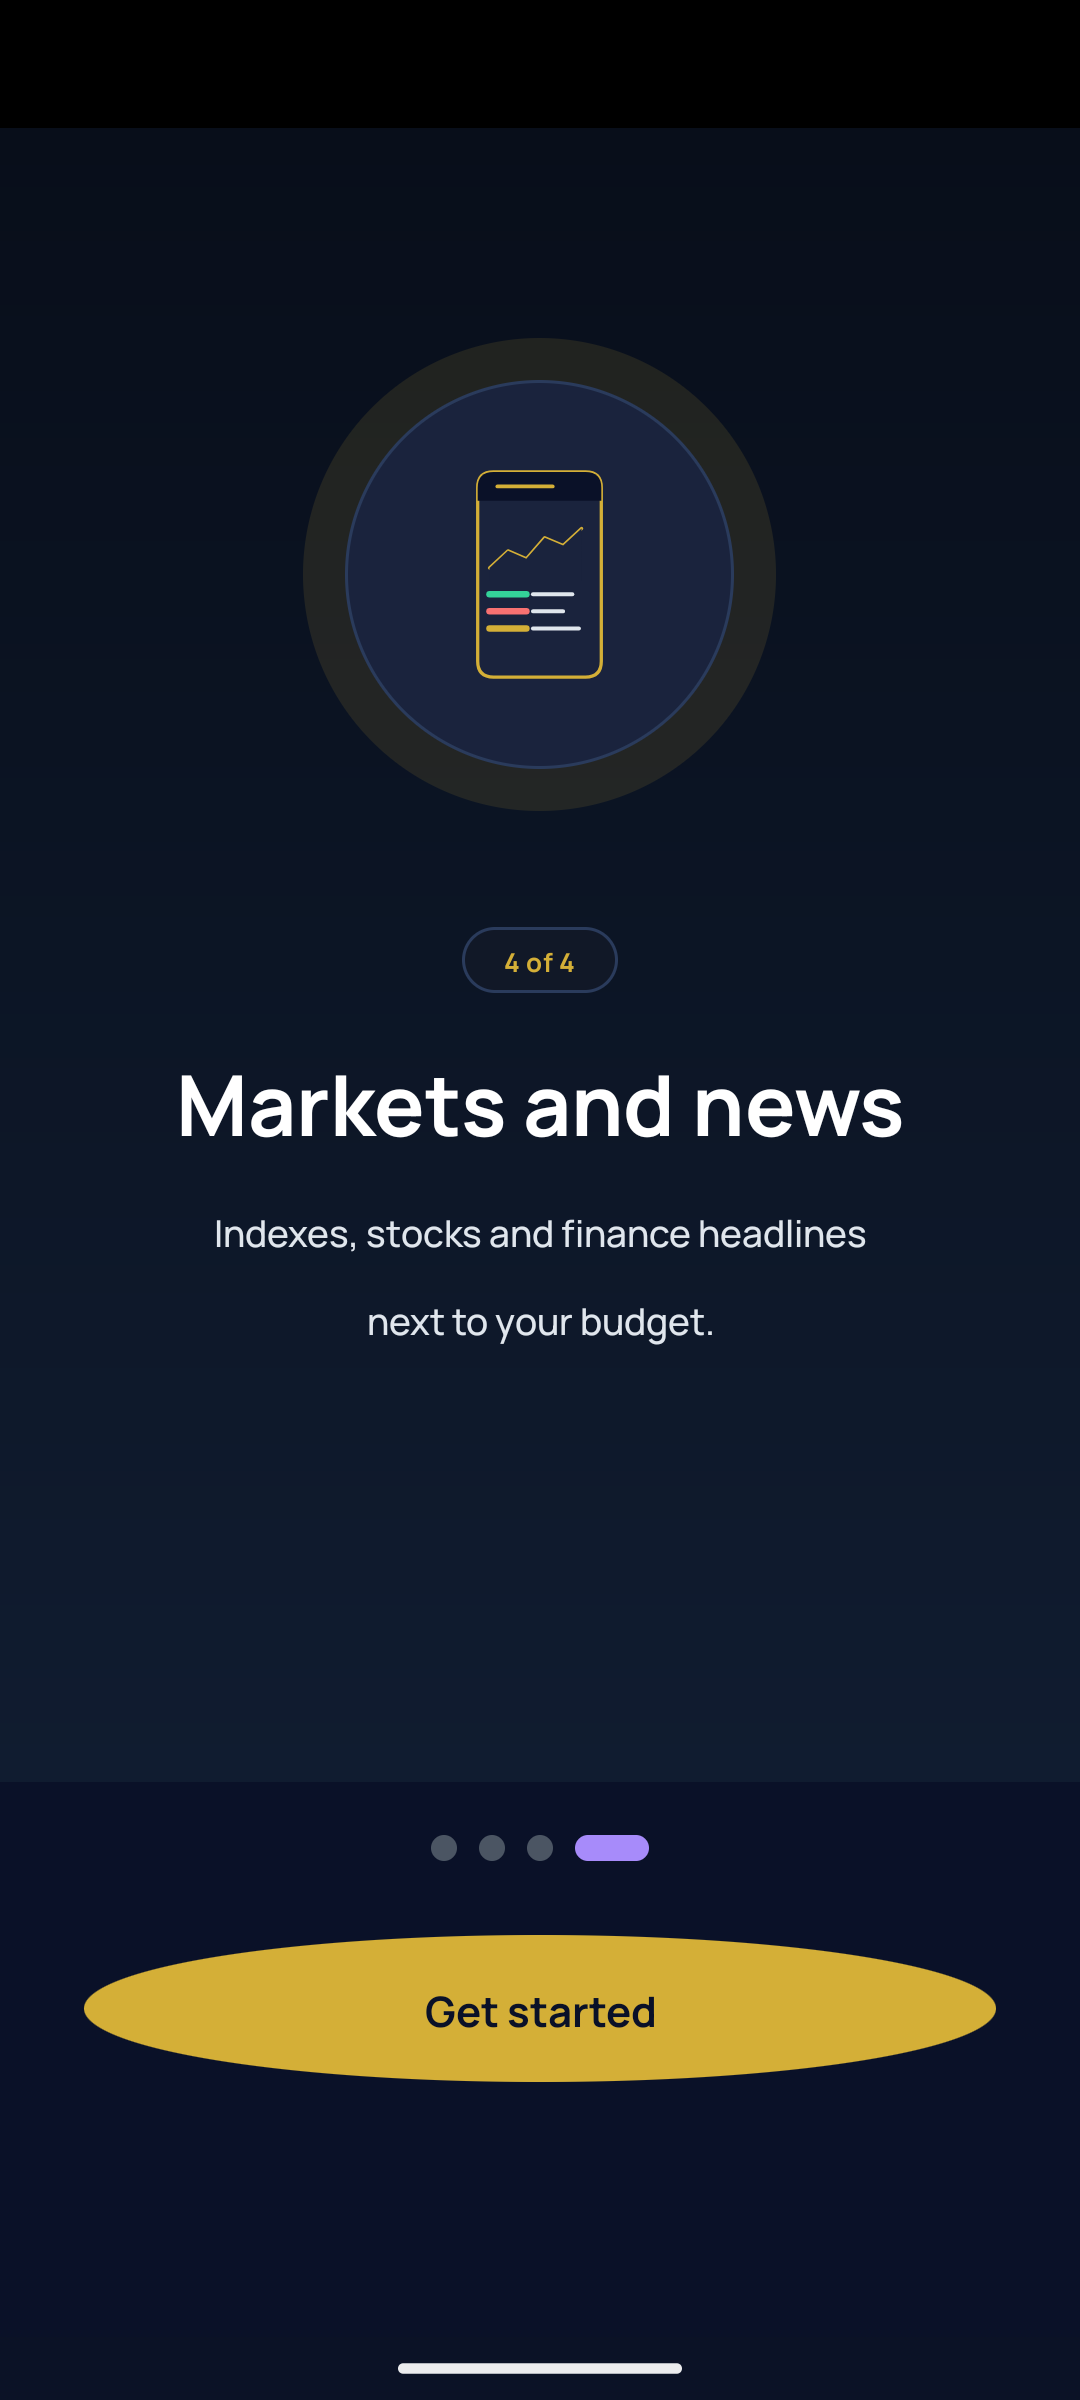 4 of 4
Markets and news
Indexes, stocks and finance headlines
next to your budget.
Get started